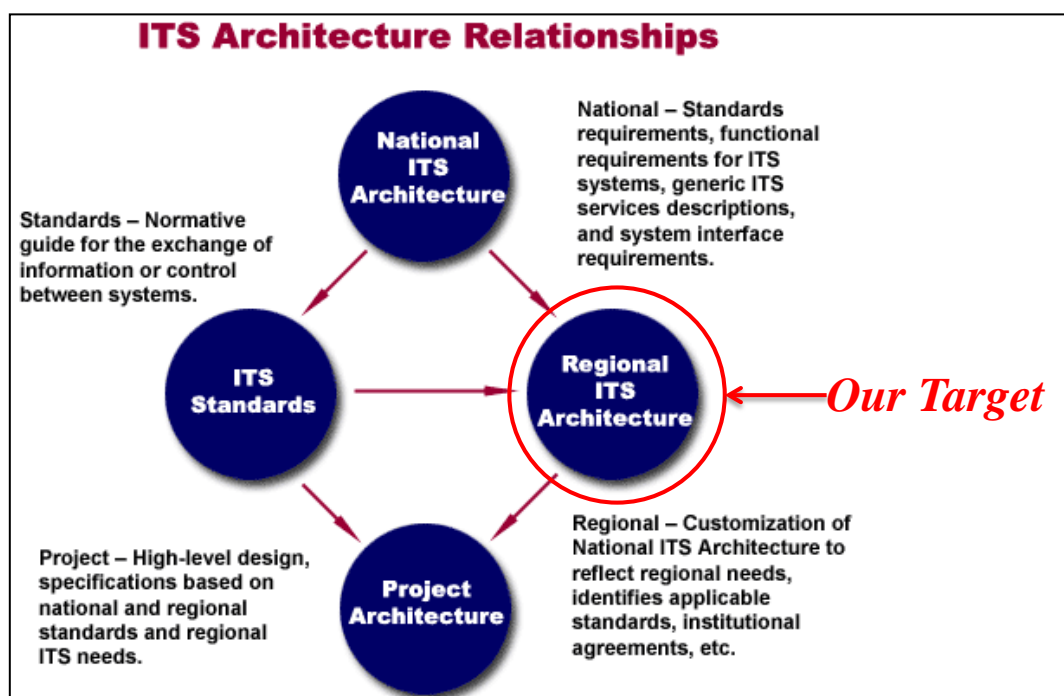 ITS Architecture Relationships
National
ITS
Architecture
National – Standards
requirements, functional
requirements for ITS
systems, generic ITS
services descriptions,
and system interface
requirements.
Standards – Normative
guide for the exchange of
information or control
between systems.
ITS
Standards
Regional
ITS
Architecture
Our Target
Project – High-level design,
specifications based on
national and regional
standards and regional
ITS needs.
Project
Architecture
Regional – Customization of
National ITS Architecture to
reflect regional needs,
identifies applicable
standards, institutional
agreements, etc.